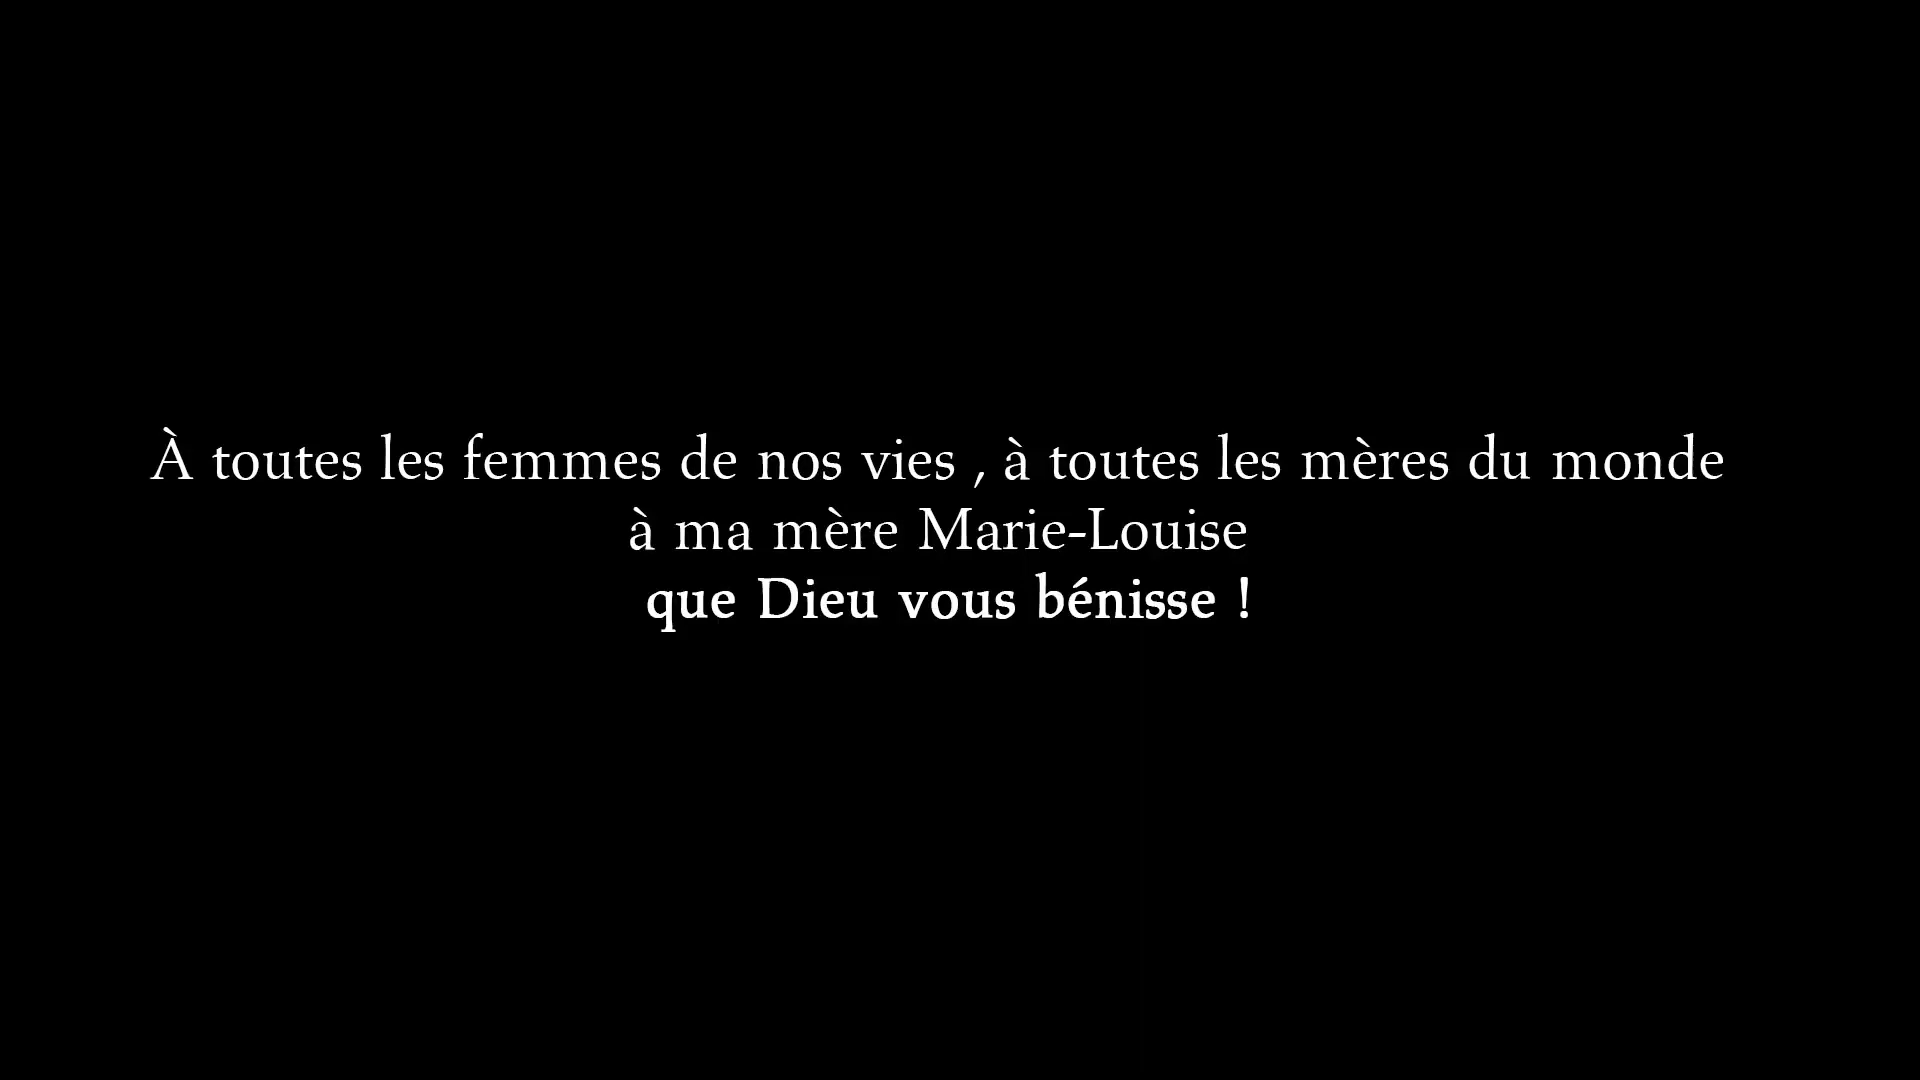 À toutes les femmes de nos vies , à toutes les mères du monde
à ma mère Marie-Louise
que Dieu vous bénisse !